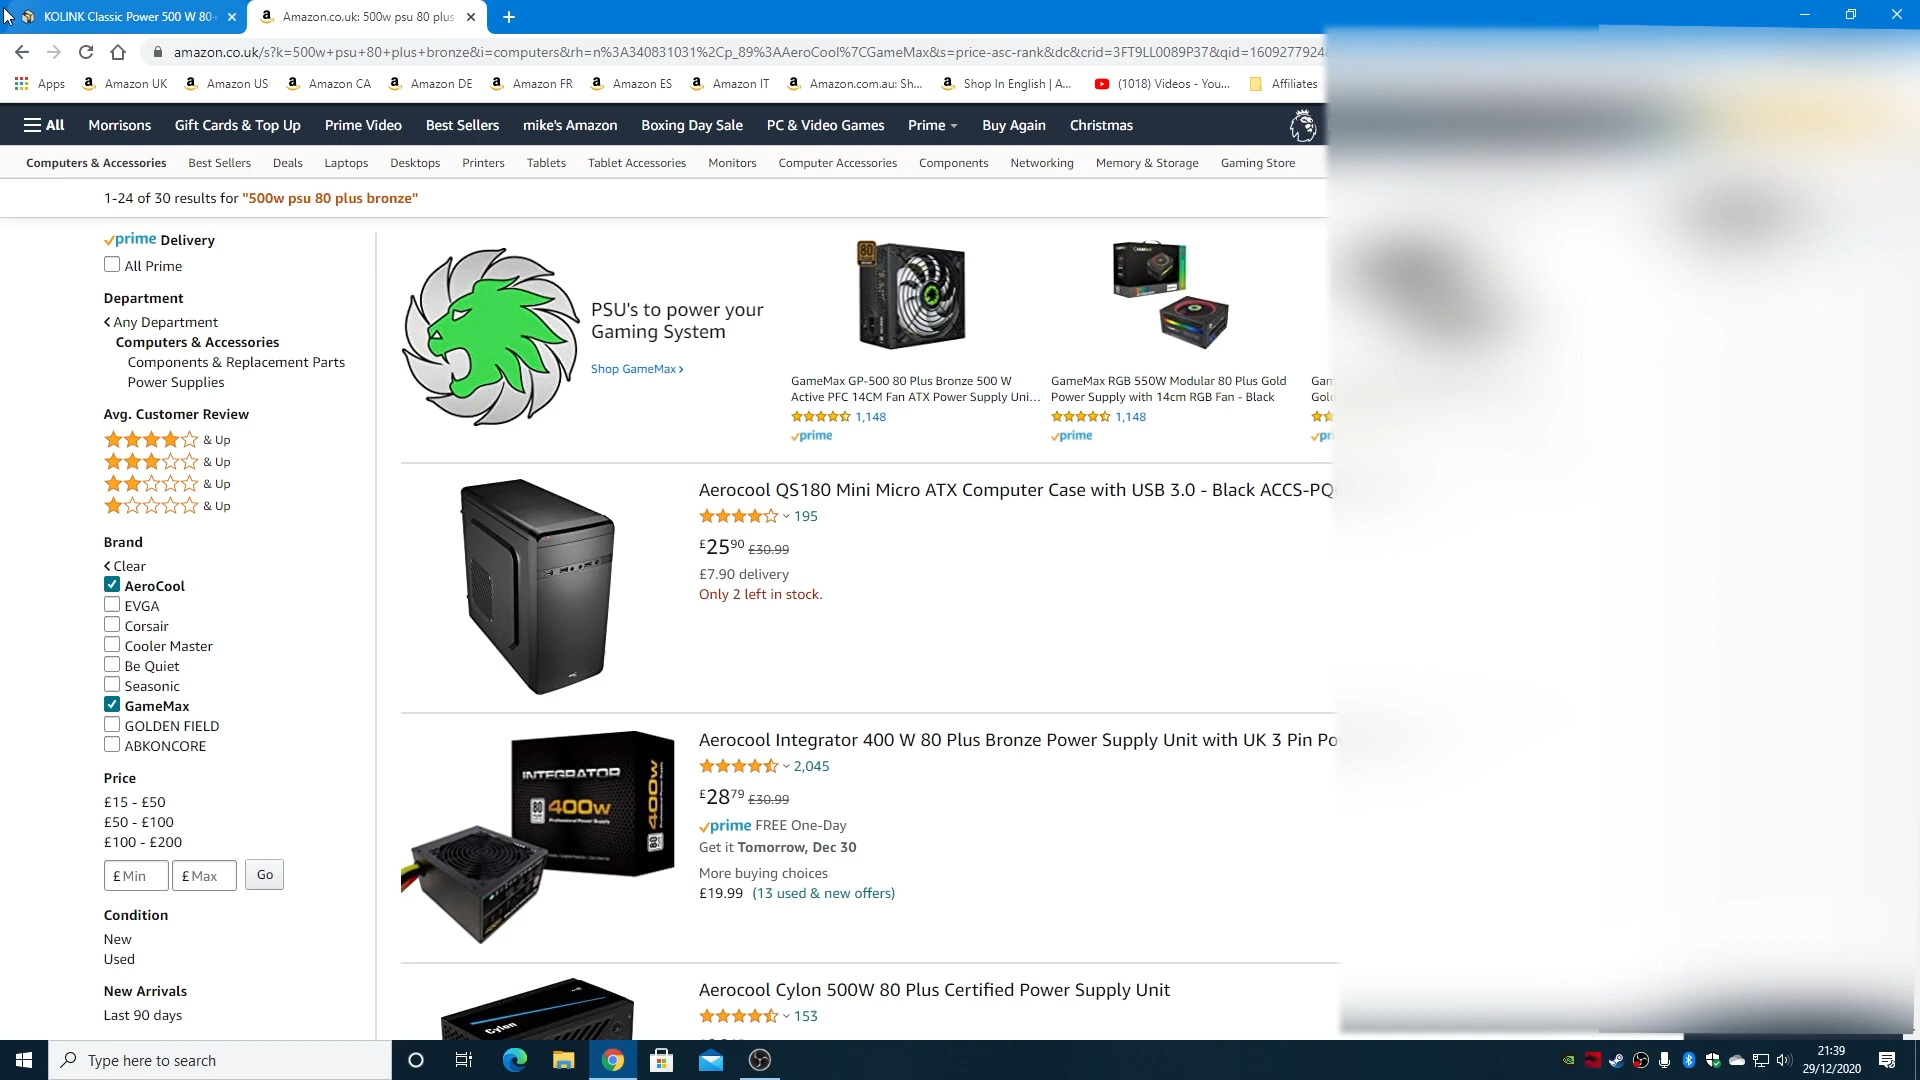 KOLINK Classic Power 500 W 80+
Amazon.co.uk: 500w psu 80 plus
amazon.co.uk/s?k=500w+psu+80+plus+bronze&i=computers&rh=n%3A340831031%2Cp_89%3AAeroCool%7CGameMax&s=price-asc-rank&dc&crid=3FT9LL0089P37&qid=1609277924&
Apps Amazon UK Amazon US Amazon CA Amazon DE Amazon FR Amazon ES Amazon IT Amazon.com.au: Sh... Shop In English | A... (1018) Videos - You... Affiliates
All Morrisons Gift Cards & Top Up Prime Video Best Sellers mike's Amazon Boxing Day Sale PC & Video Games Prime Buy Again Christmas
Computers & Accessories Best Sellers Deals Laptops Desktops Printers Tablets Tablet Accessories Monitors Computer Accessories Components Networking Memory & Storage Gaming Store
1-24 of 30 results for "500w psu 80 plus bronze"
prime Delivery
All Prime
Department
Any Department
Computers & Accessories
Components & Replacement Parts
Power Supplies
Avg. Customer Review
& Up
& Up
& Up
& Up
Brand
Clear
AeroCool
EVGA
Corsair
Cooler Master
Be Quiet
Seasonic
GameMax
GOLDEN FIELD
ABKONCORE
Price
£15 - £50
£50 - £100
£100 - £200
£ Min £ Max Go
Condition
New
Used
New Arrivals
Last 90 days
PSU's to power your
Gaming System
Shop GameMax
80
GameMax GP-500 80 Plus Bronze 500 W
Active PFC 14CM Fan ATX Power Supply Uni...
1,148
prime
GameMax RGB 550W Modular 80 Plus Gold
Power Supply with 14cm RGB Fan - Black
1,148
prime
Aerocool QS180 Mini Micro ATX Computer Case with USB 3.0 - Black ACCS-PQ
195
£25.90 £30.99
£7.90 delivery
Only 2 left in stock.
INTEGRATOR
80 400w
400w
Aerocool Integrator 400 W 80 Plus Bronze Power Supply Unit with UK 3 Pin Po
2,045
£28.79 £30.99
prime FREE One-Day
Get it Tomorrow, Dec 30
More buying choices
£19.99 (13 used & new offers)
Cylon
Aerocool Cylon 500W 80 Plus Certified Power Supply Unit
153
Type here to search
21:39
29/12/2020